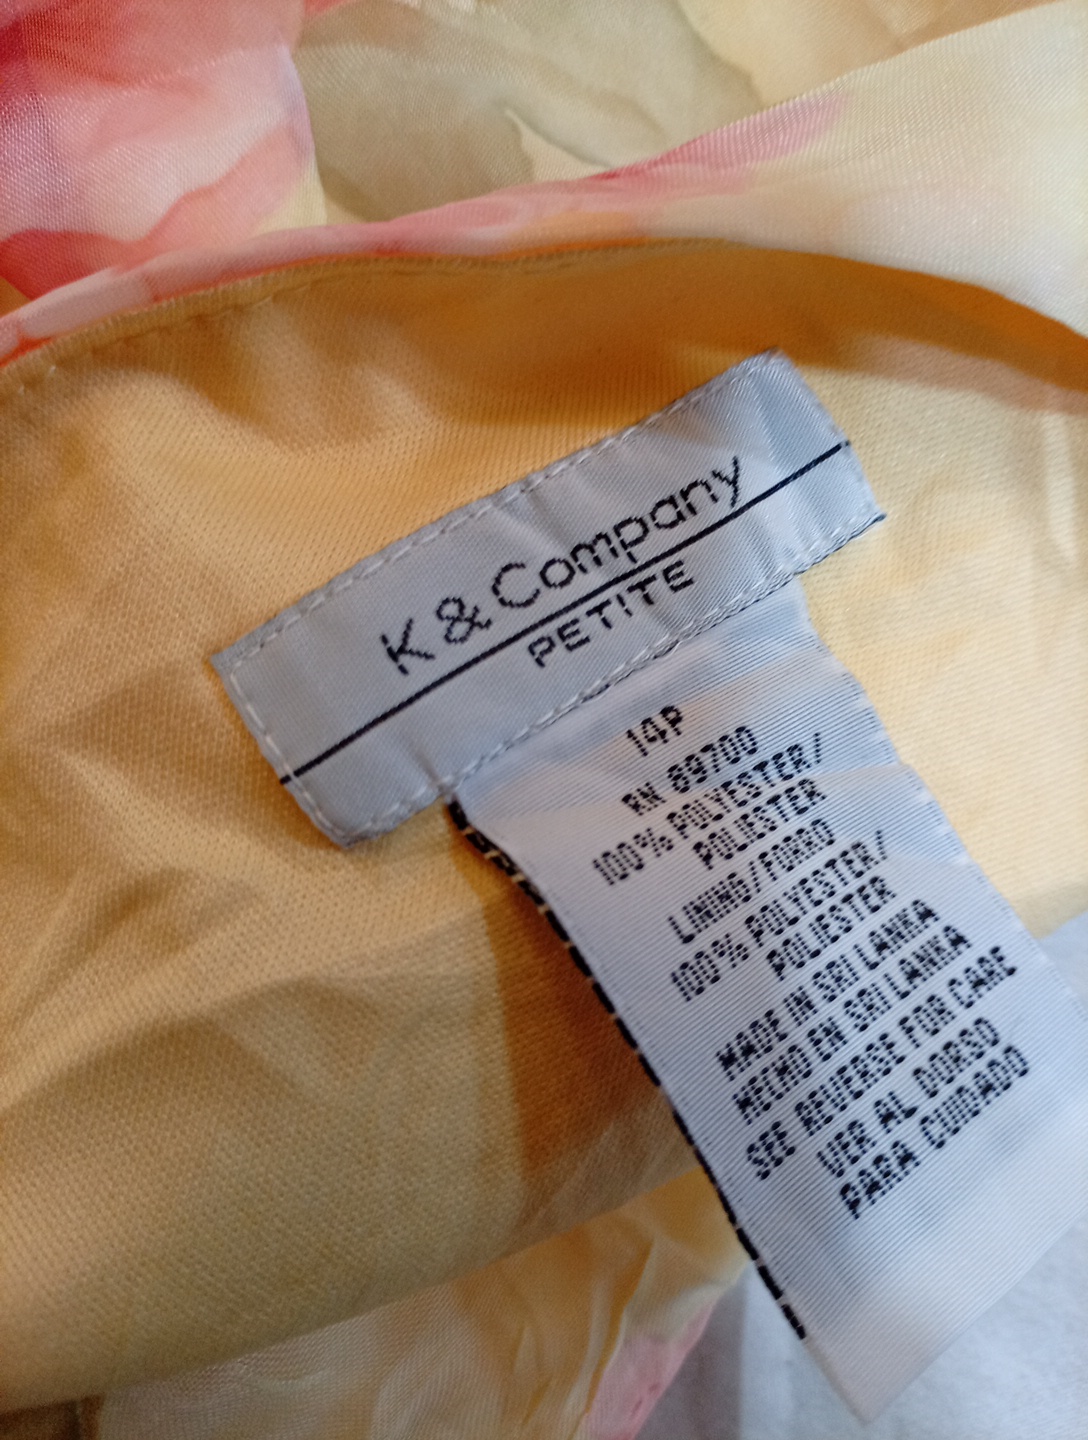 K & Company
PETITE
14P
RN 89700
100% POLYESTER/
POLIESTER
LINING/FORRO
100% POLYESTER/
POLIESTER
MADE IN SRI LANKA
HECHO EN SRI LANKA
SEE REVERSE FOR CARE
VER AL DORSO
PARA CUIDADO